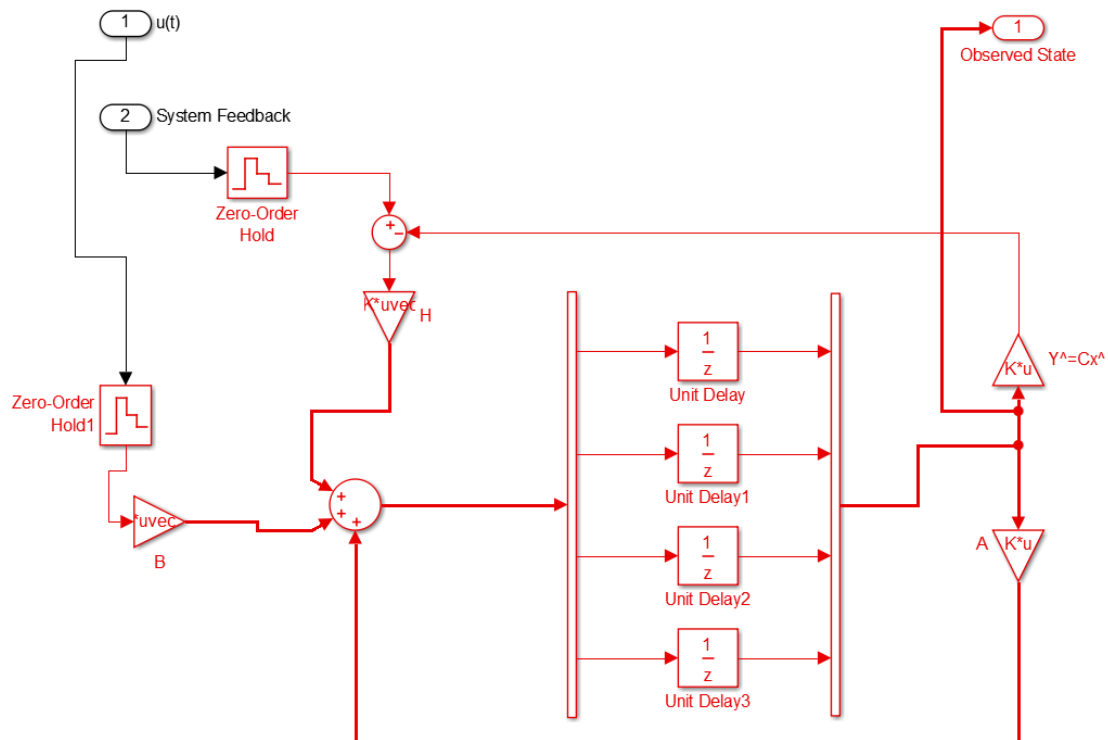 1
u(t)
1
Observed State
2
System Feedback
Zero-Order
Hold
+
−
K*uvec
H
1
z
Unit Delay
K*u
Y^=Cx^
Zero-Order
Hold1
1
z
Unit Delay1
+
+
+
*uvec
B
1
z
Unit Delay2
A
K*u
1
z
Unit Delay3